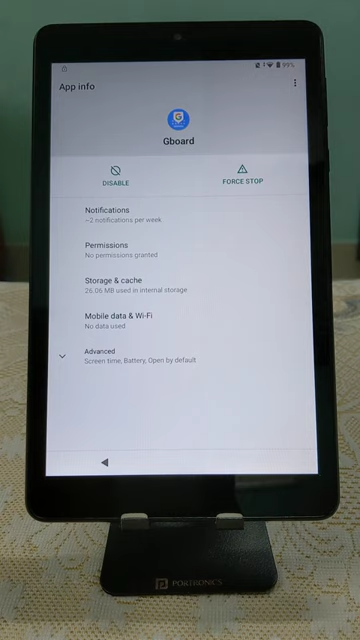 99%
App info
Gboard
DISABLE
FORCE STOP
Notifications
~2 notifications per week
Permissions
No permissions granted
Storage & cache
26.06 MB used in internal storage
Mobile data & Wi-Fi
No data used
Advanced
Screen time, Battery, Open by default
PORTRONICS